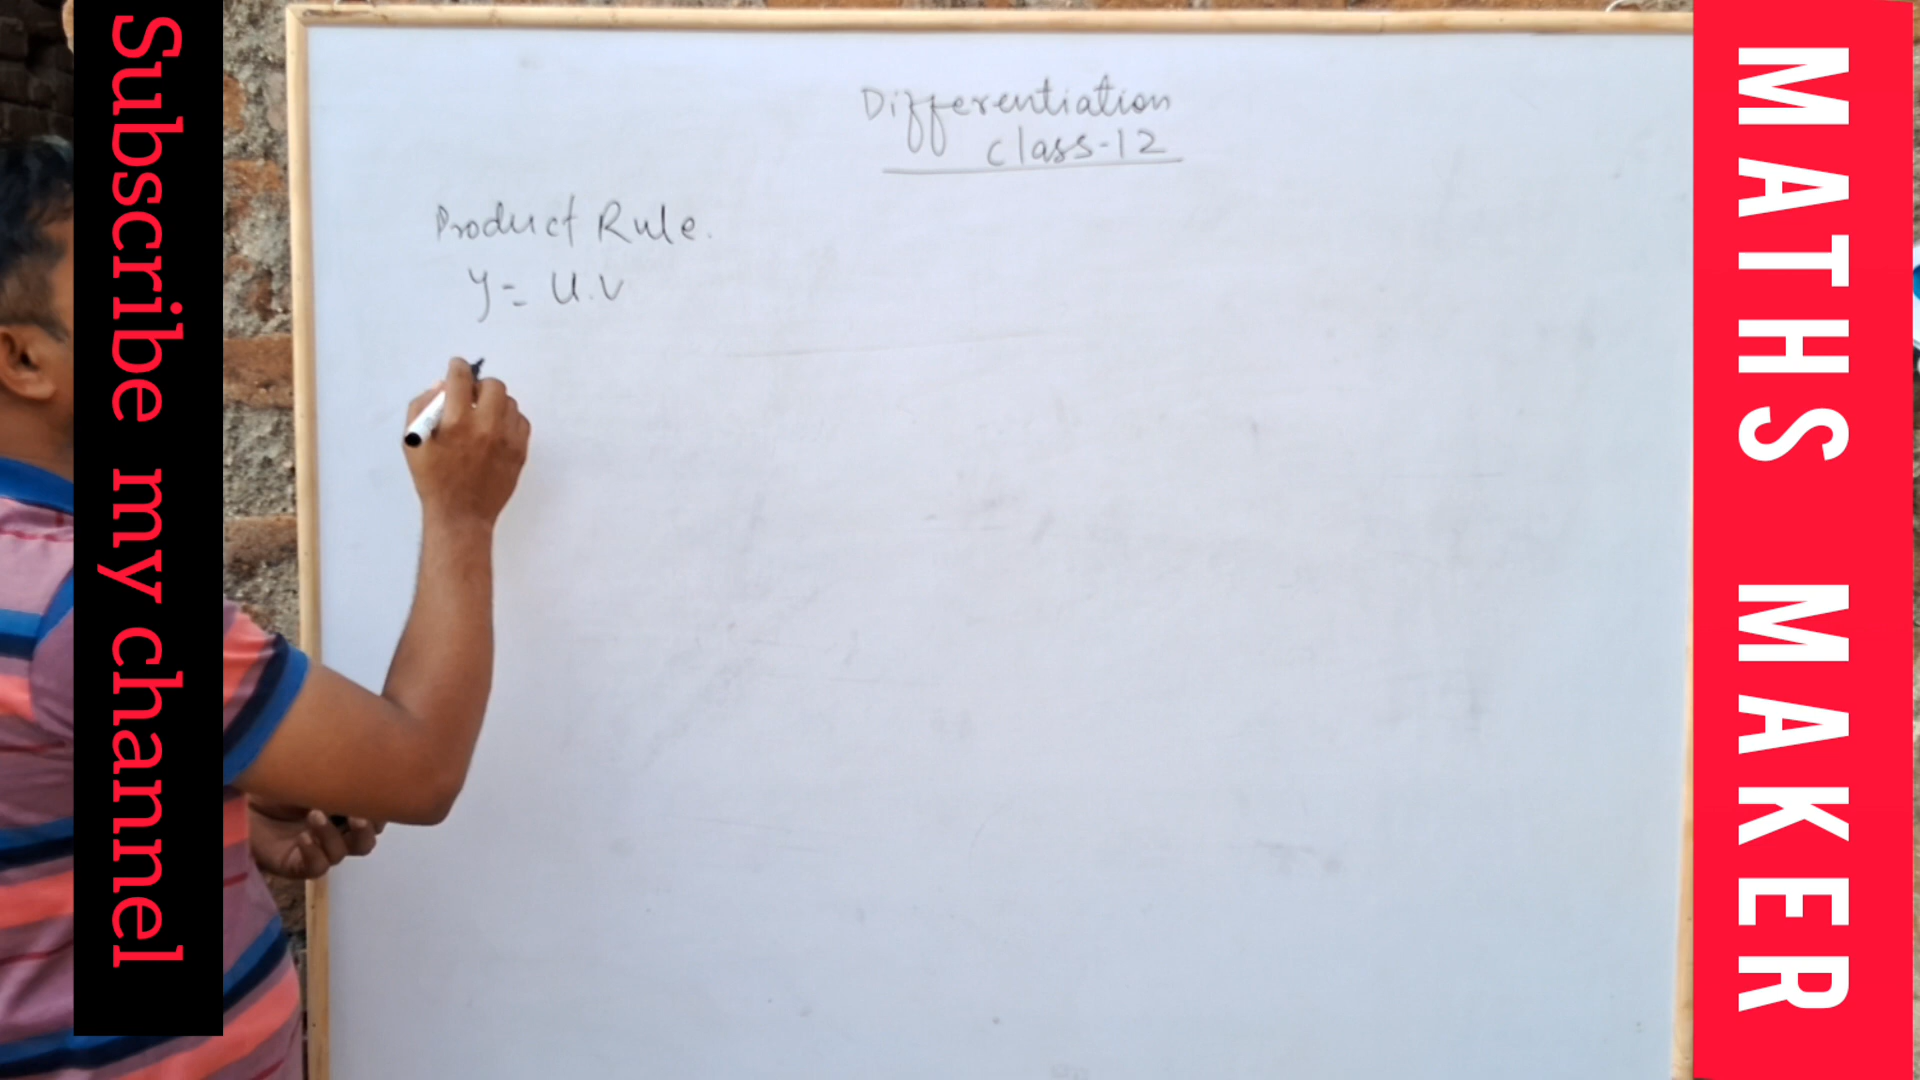 Subscribe my channel
Differentiation
class-12
Product Rule.
y = u.v
MATHS MAKER